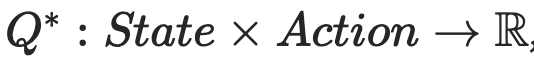 Q* : State × Action → ℝ,